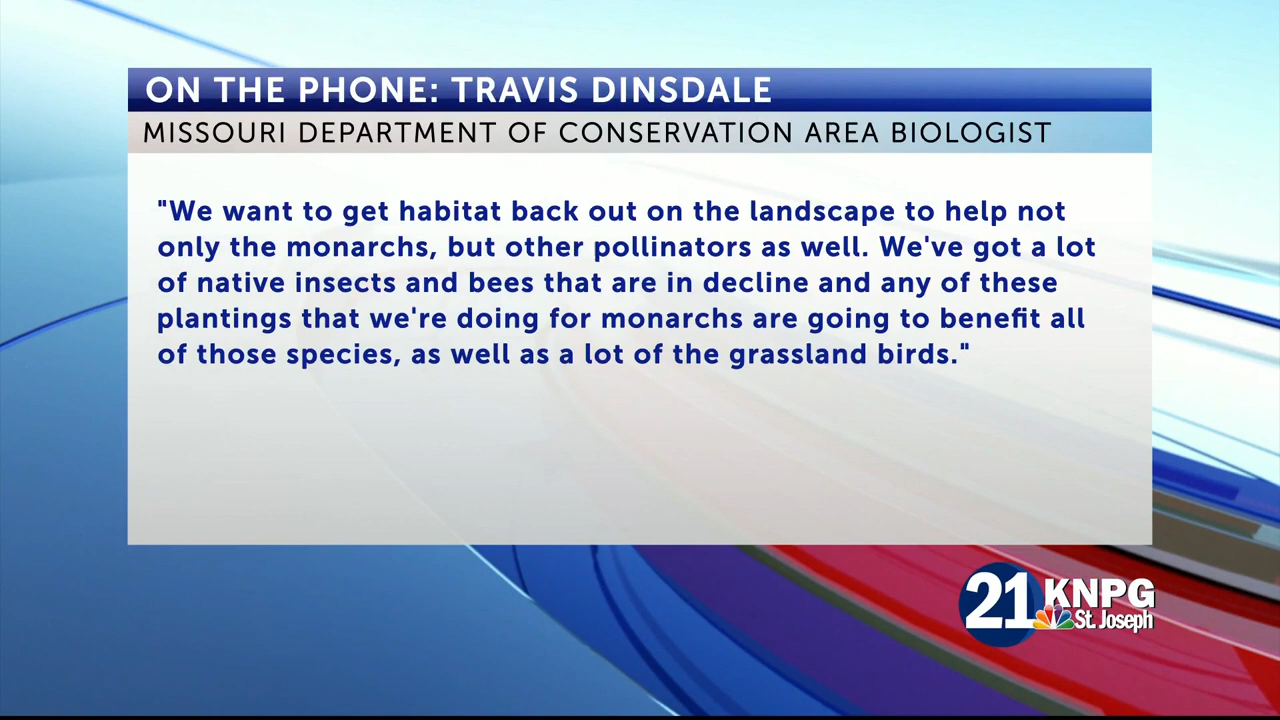 ON THE PHONE: TRAVIS DINSDALE
MISSOURI DEPARTMENT OF CONSERVATION AREA BIOLOGIST
"We want to get habitat back out on the landscape to help not
only the monarchs, but other pollinators as well. We've got a lot
of native insects and bees that are in decline and any of these
plantings that we're doing for monarchs are going to benefit all
of those species, as well as a lot of the grassland birds."
21 KNPG
St. Joseph